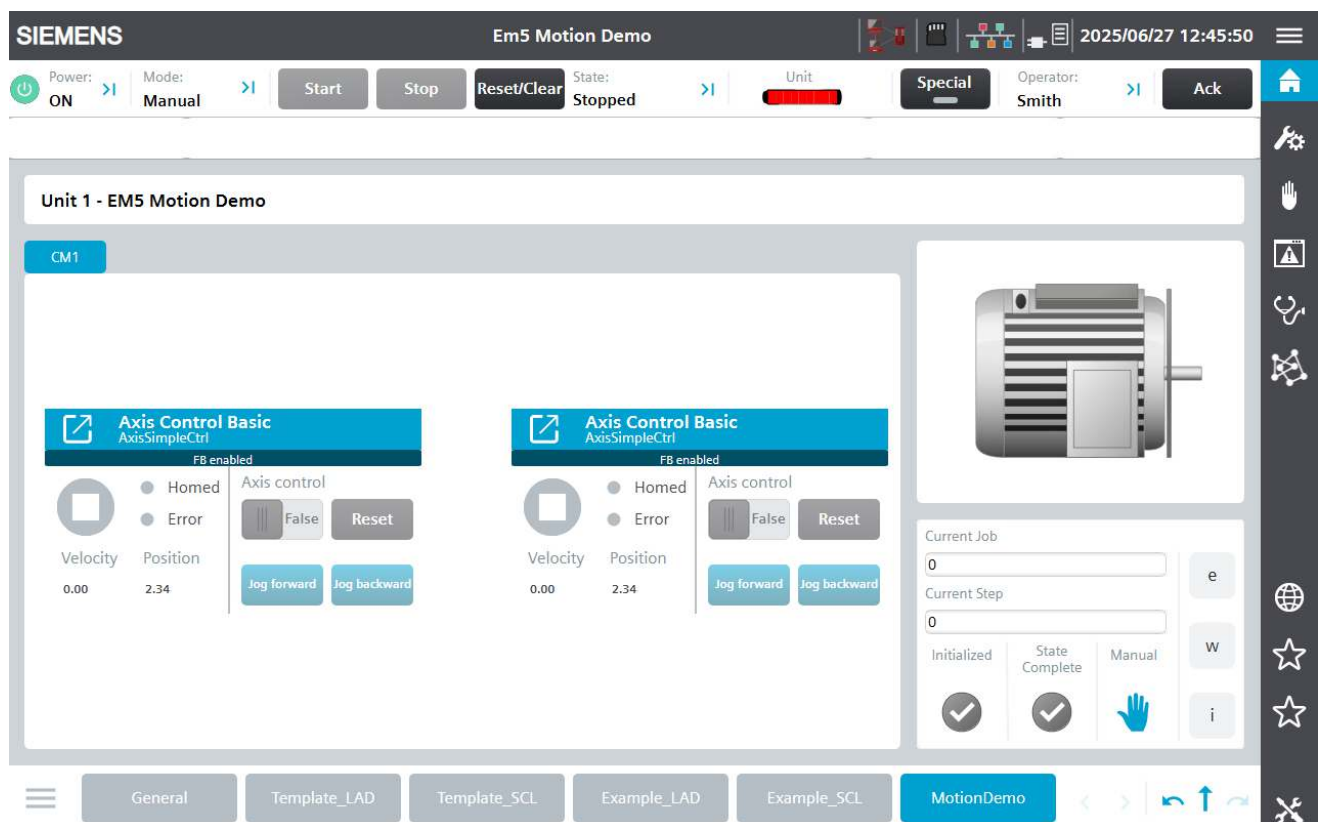 SIEMENS
Em5 Motion Demo
2025/06/27 12:45:50
Power:
ON
Mode:
Manual
Start
Stop
Reset/Clear
State:
Stopped
Unit
Special
Operator:
Smith
Ack
Unit 1 - EM5 Motion Demo
CM1
Axis Control Basic
AxisSimpleCtrl
FB enabled
Homed
Error
Axis control
False
Reset
Velocity
Position
0.00
2.34
Jog forward
Jog backward
Axis Control Basic
AxisSimpleCtrl
FB enabled
Homed
Error
Axis control
False
Reset
Velocity
Position
0.00
2.34
Jog forward
Jog backward
Current Job
0
Current Step
0
e
w
i
Initialized
State
Complete
Manual
General
Template_LAD
Template_SCL
Example_LAD
Example_SCL
MotionDemo